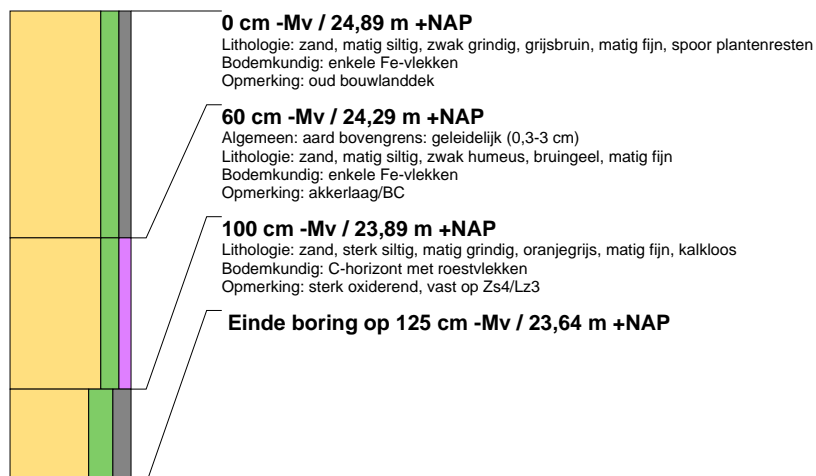 0 cm -Mv / 24,89 m +NAP
Lithologie: zand, matig siltig, zwak grindig, grijsbruin, matig fijn, spoor plantenresten
Bodemkundig: enkele Fe-vlekken
Opmerking: oud bouwlanddek
60 cm -Mv / 24,29 m +NAP
Algemeen: aard bovengrens: geleidelijk (0,3-3 cm)
Lithologie: zand, matig siltig, zwak humeus, bruingeel, matig fijn
Bodemkundig: enkele Fe-vlekken
Opmerking: akkerlaag/BC
100 cm -Mv / 23,89 m +NAP
Lithologie: zand, sterk siltig, matig grindig, oranjegrijs, matig fijn, kalkloos
Bodemkundig: C-horizont met roestvlekken
Opmerking: sterk oxiderend, vast op Zs4/Lz3
Einde boring op 125 cm -Mv / 23,64 m +NAP